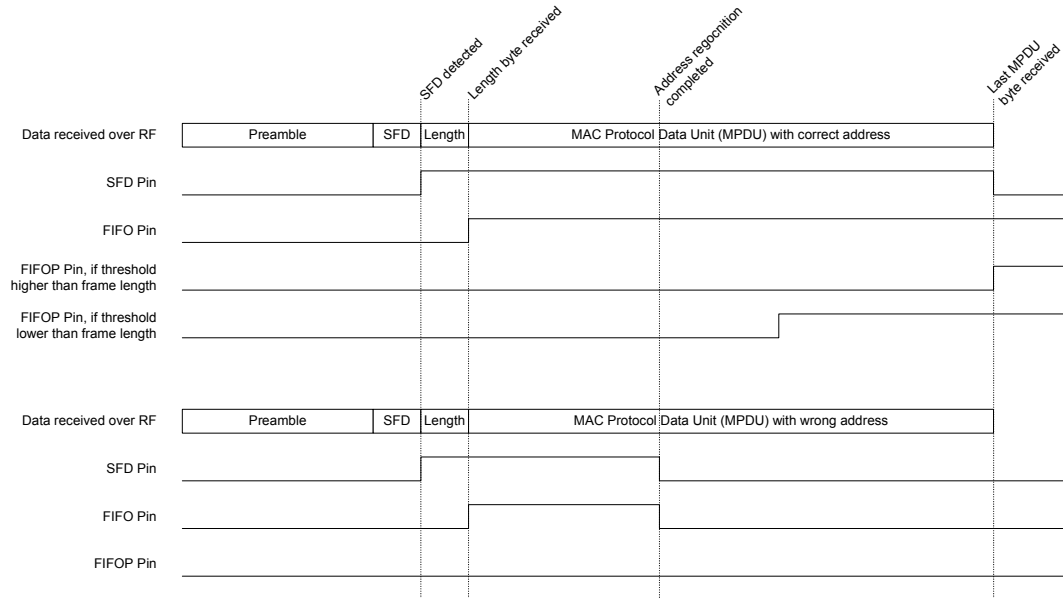 SFD detected
Length byte received
Address regocnition
completed
Last MPDU
byte received
Data received over RF
Preamble
SFD
Length
MAC Protocol Data Unit (MPDU) with correct address
SFD Pin
FIFO Pin
FIFOP Pin, if threshold
higher than frame length
FIFOP Pin, if threshold
lower than frame length
Data received over RF
Preamble
SFD
Length
MAC Protocol Data Unit (MPDU) with wrong address
SFD Pin
FIFO Pin
FIFOP Pin